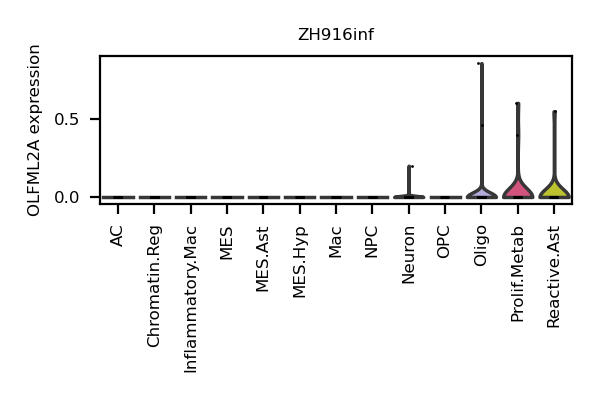 ZH916inf
OLFML2A expression
0.5
0.0
AC
Chromatin.Reg
Inflammatory.Mac
MES
MES.Ast
MES.Hyp
Mac
NPC
Neuron
OPC
Oligo
Prolif.Metab
Reactive.Ast